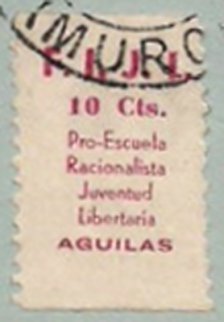 MURC
F. I. J. L.
10 Cts.
Pro-Escuela
Racionalista
Juventud
Libertaria
AGUILAS